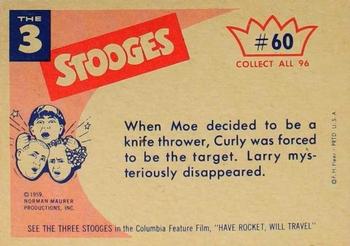 THE
3
STOOGES
#60
COLLECT ALL 96
When Moe decided to be a
knife thrower, Curly was forced
to be the target. Larry mys-
teriously disappeared.
©1959,
NORMAN MAURER
PRODUCTIONS, INC.
©F. H. Fleer - PRTD. U.S.A
SEE THE THREE STOOGES in the Columbia Feature Film, "HAVE ROCKET, WILL TRAVEL"